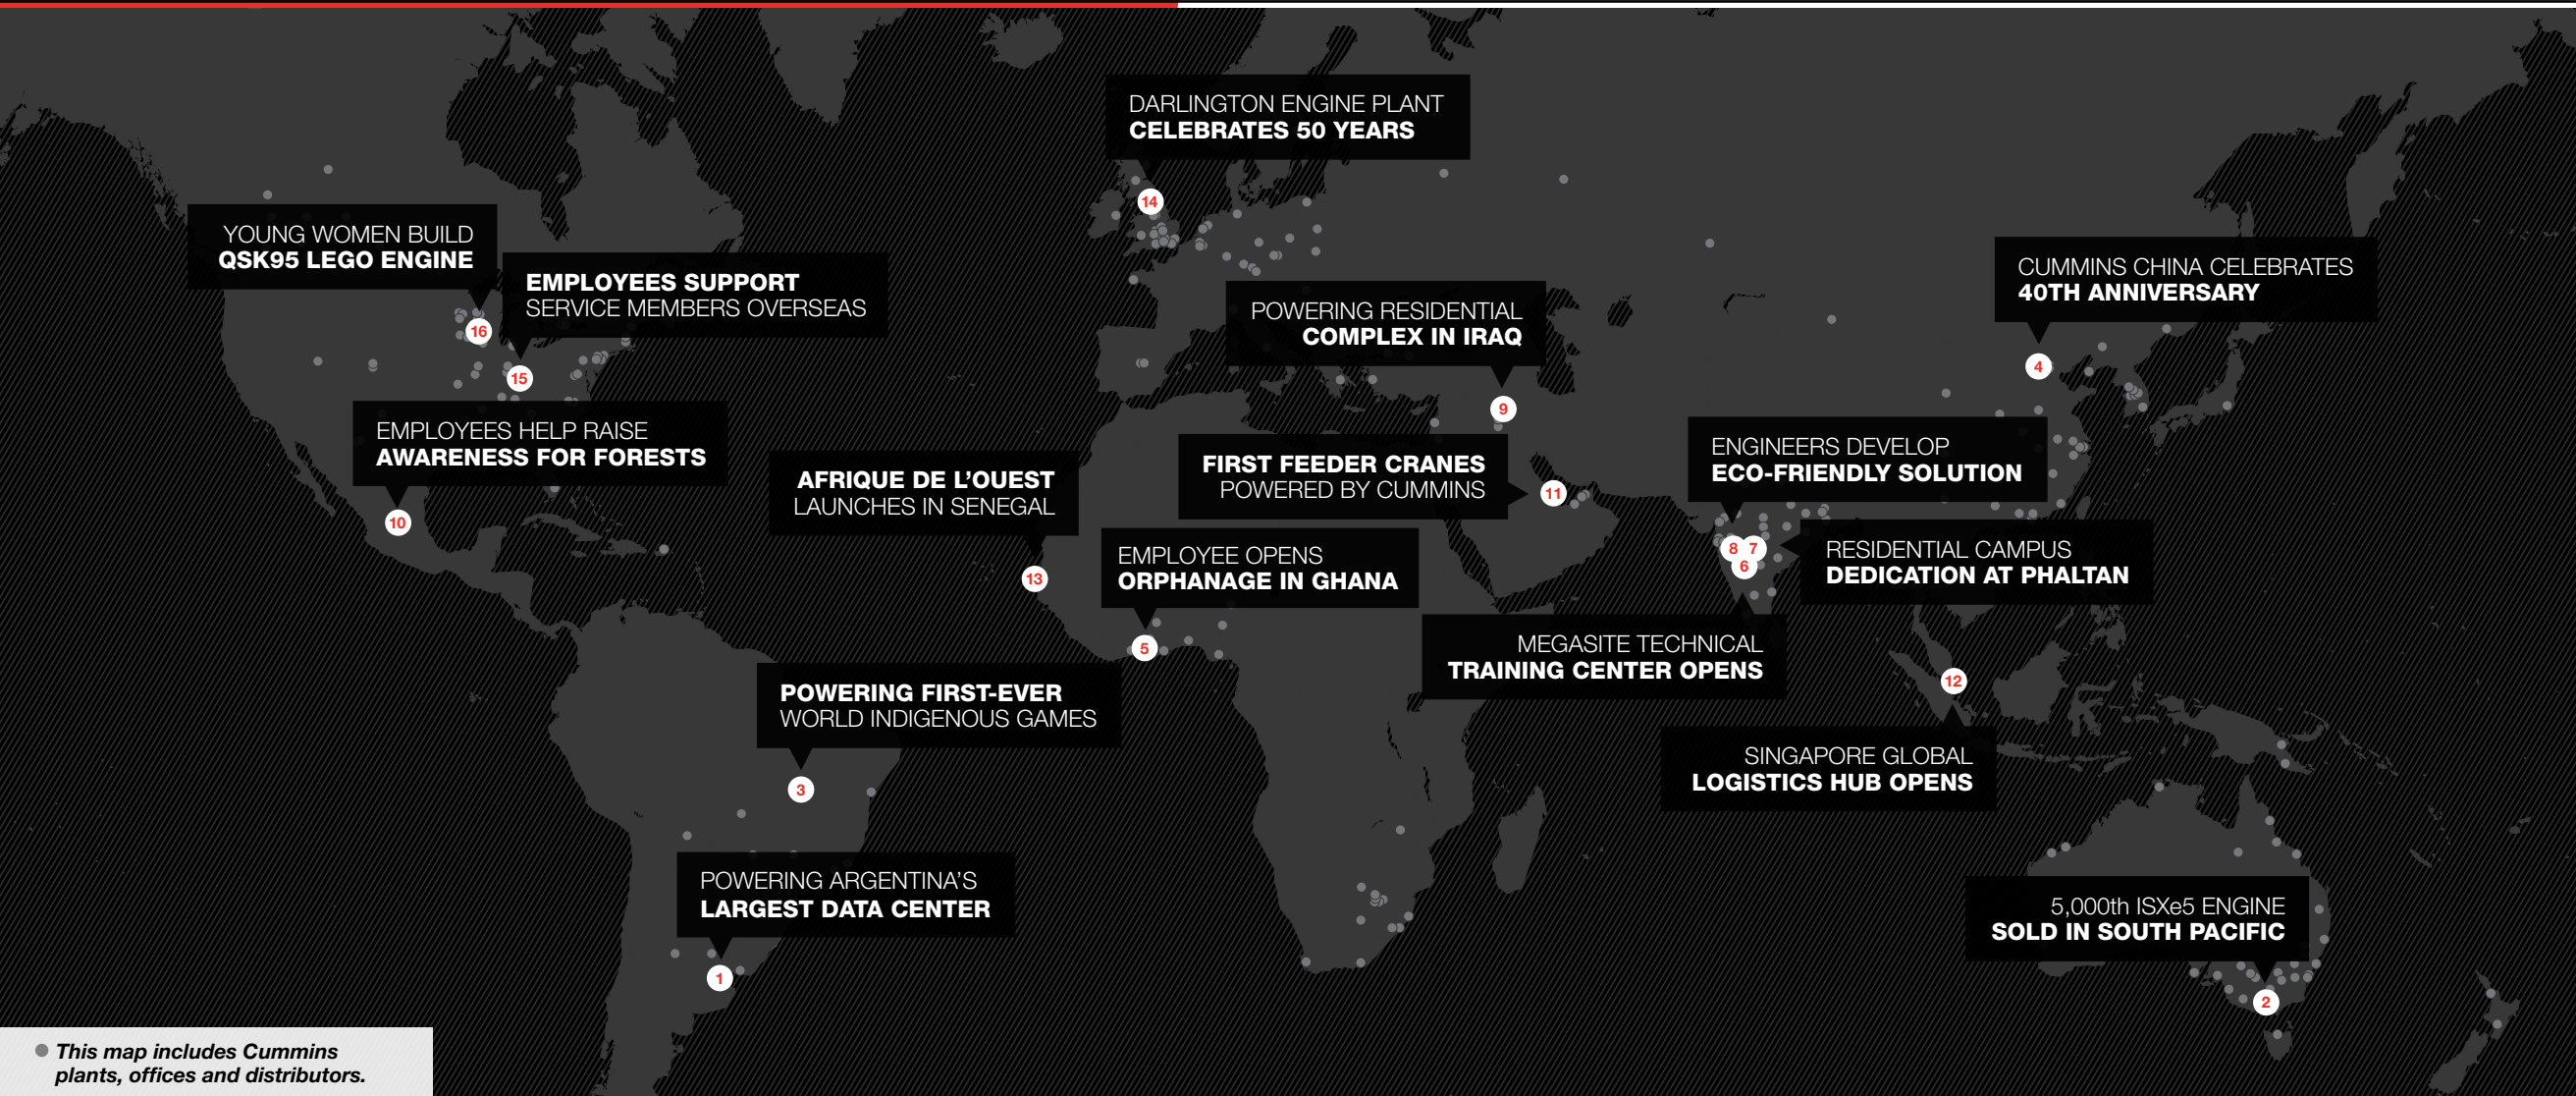 DARLINGTON ENGINE PLANT
CELEBRATES 50 YEARS
14
YOUNG WOMEN BUILD
QSK95 LEGO ENGINE
16
EMPLOYEES SUPPORT
SERVICE MEMBERS OVERSEAS
15
POWERING RESIDENTIAL
COMPLEX IN IRAQ
9
CUMMINS CHINA CELEBRATES
40TH ANNIVERSARY
4
EMPLOYEES HELP RAISE
AWARENESS FOR FORESTS
10
AFRIQUE DE L’OUEST
LAUNCHES IN SENEGAL
13
FIRST FEEDER CRANES
POWERED BY CUMMINS
11
ENGINEERS DEVELOP
ECO-FRIENDLY SOLUTION
8
7
6
RESIDENTIAL CAMPUS
DEDICATION AT PHALTAN
EMPLOYEE OPENS
ORPHANAGE IN GHANA
5
MEGASITE TECHNICAL
TRAINING CENTER OPENS
12
SINGAPORE GLOBAL
LOGISTICS HUB OPENS
POWERING FIRST-EVER
WORLD INDIGENOUS GAMES
3
POWERING ARGENTINA’S
LARGEST DATA CENTER
1
5,000th ISXe5 ENGINE
SOLD IN SOUTH PACIFIC
2
This map includes Cummins
plants, offices and distributors.